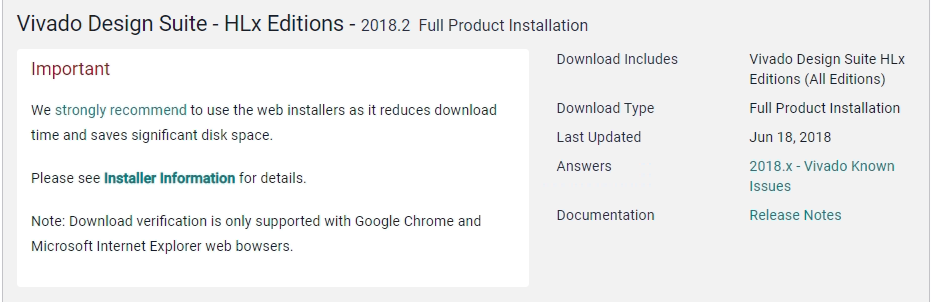 Vivado Design Suite - HLx Editions - 2018.2 Full Product Installation
Important
We strongly recommend to use the web installers as it reduces download
time and saves significant disk space.
Please see Installer Information for details.
Note: Download verification is only supported with Google Chrome and
Microsoft Internet Explorer web bowsers.
Download Includes
Vivado Design Suite HLx
Editions (All Editions)
Download Type
Full Product Installation
Last Updated
Jun 18, 2018
Answers
2018.x - Vivado Known
Issues
Documentation
Release Notes